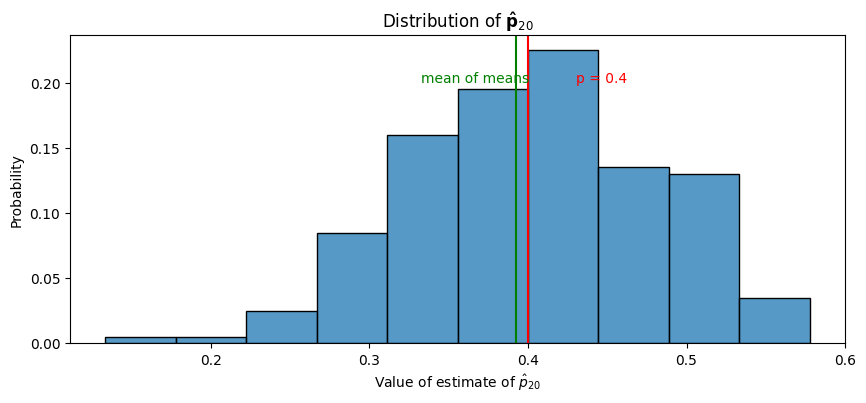 Distribution of p̂₂₀
mean of means
p = 0.4
Probability
0.20
0.15
0.10
0.05
0.00
0.2
0.3
0.4
0.5
0.6
Value of estimate of p̂₂₀